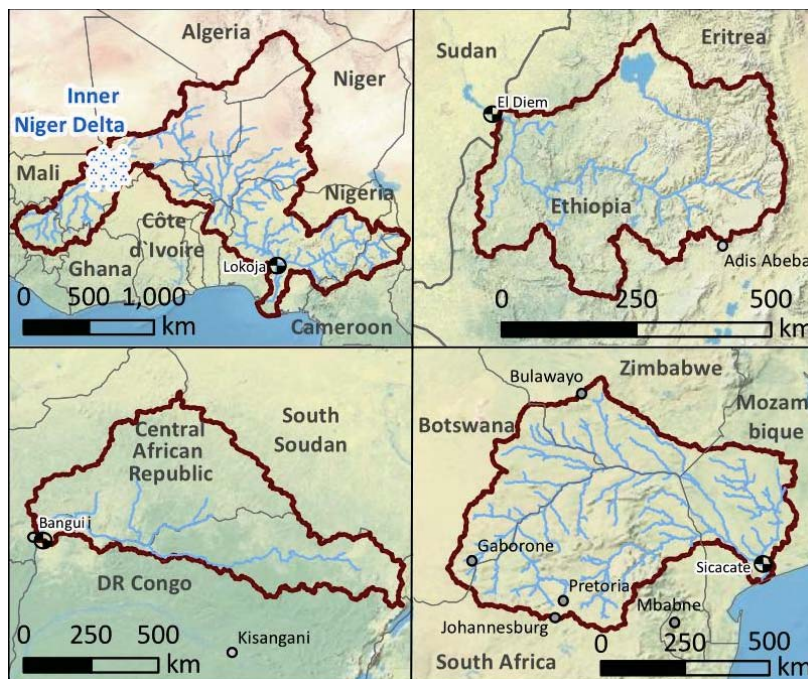 Algeria
Niger
Inner
Niger Delta
Mali
Nigeria
Côte
d`Ivoire
Ghana
Lokoja
Cameroon
0 500 1,000
km
Sudan
Eritrea
El Diem
Ethiopia
Adis Abeba
0 250 500
km
South
Soudan
Central
African
Republic
Bangui
DR Congo
Kisangani
0 250 500
km
Zimbabwe
Bulawayo
Mozam
bique
Botswana
Gaborone
Sicacate
Pretoria
Mbabne
Johannesburg
0 250 500
km
South Africa